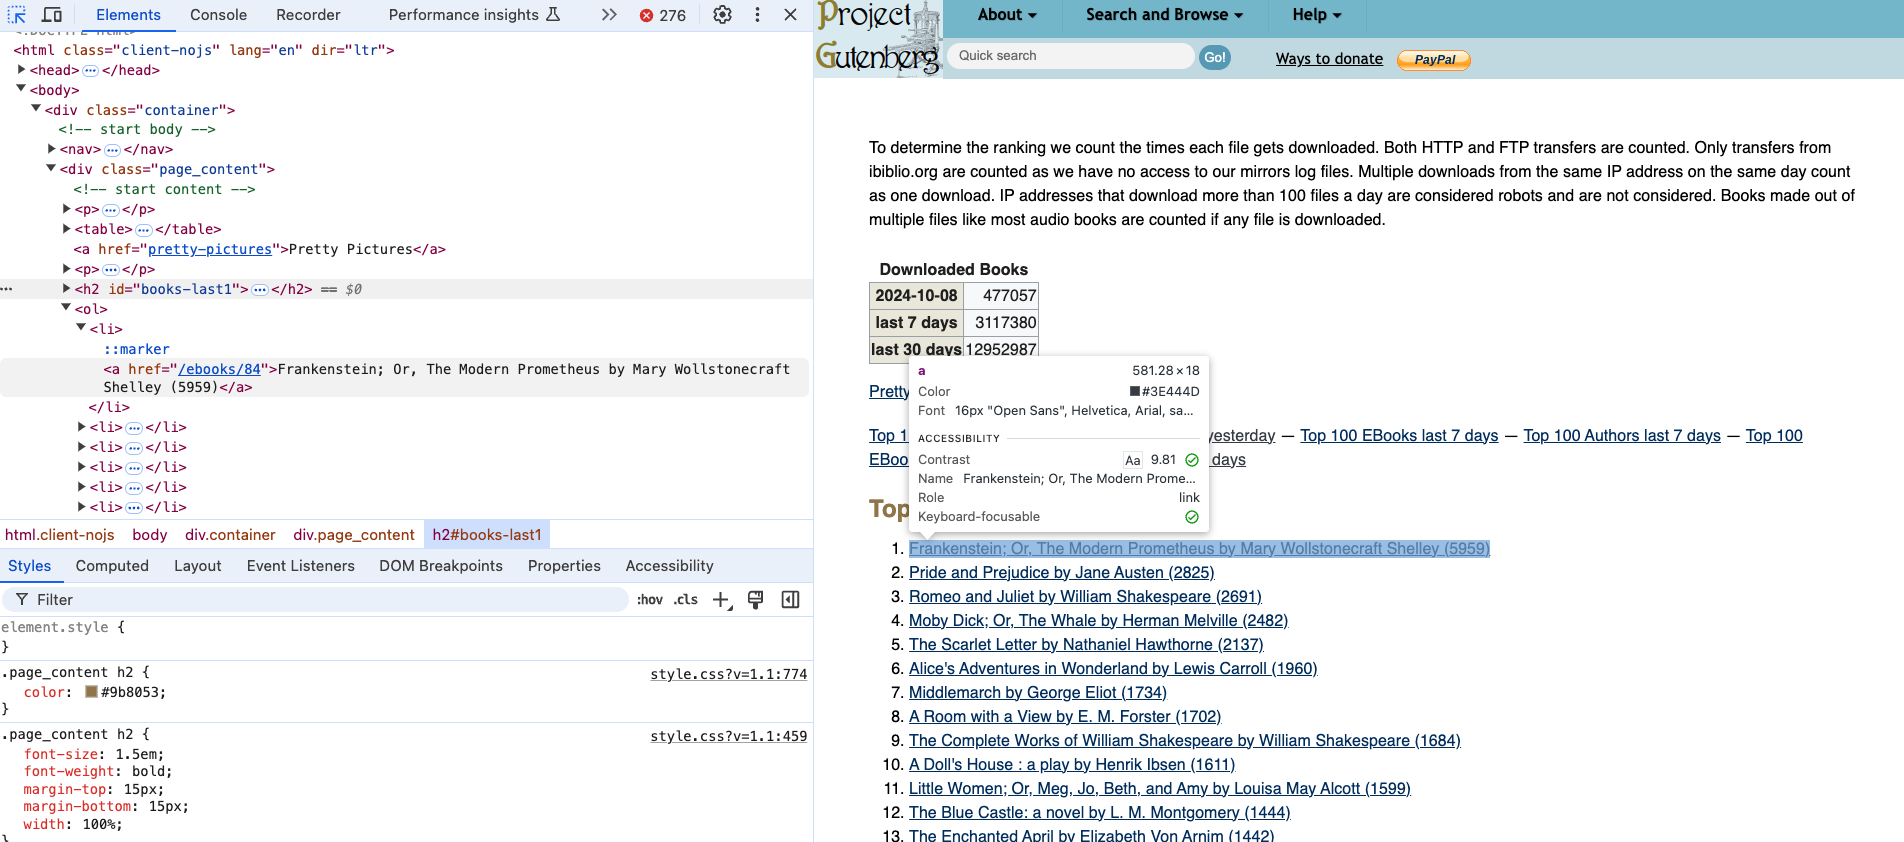 Elements Console Recorder Performance insights 276
<!DOCTYPE html>
<html class="client-nojs" lang="en" dir="ltr">
<head> ··· </head>
<body>
<div class="container">
<!-- start body -->
<nav> ··· </nav>
<div class="page_content">
<!-- start content -->
<p> ··· </p>
<table> ··· </table>
<a href="pretty-pictures">Pretty Pictures</a>
<p> ··· </p>
··· <h2 id="books-last1"> ··· </h2> == $0
<ol>
<li>
::marker
<a href="/ebooks/84">Frankenstein; Or, The Modern Prometheus by Mary Wollstonecraft
Shelley (5959)</a>
</li>
<li> ··· </li>
<li> ··· </li>
<li> ··· </li>
<li> ··· </li>
<li> ··· </li>
html.client-nojs body div.container div.page_content h2#books-last1
Styles Computed Layout Event Listeners DOM Breakpoints Properties Accessibility
Filter :hov .cls
element.style {
}
.page_content h2 { style.css?v=1.1:774
color: #9b8053;
}
.page_content h2 { style.css?v=1.1:459
font-size: 1.5em;
font-weight: bold;
margin-top: 15px;
margin-bottom: 15px;
width: 100%;
}
Project
Gutenberg
About Search and Browse Help
Quick search Go! Ways to donate PayPal
To determine the ranking we count the times each file gets downloaded. Both HTTP and FTP transfers are counted. Only transfers from
ibiblio.org are counted as we have no access to our mirrors log files. Multiple downloads from the same IP address on the same day count
as one download. IP addresses that download more than 100 files a day are considered robots and are not considered. Books made out of
multiple files like most audio books are counted if any file is downloaded.
Downloaded Books
2024-10-08 477057
last 7 days 3117380
last 30 days 12952987
Pretty
Top 1 yesterday — Top 100 EBooks last 7 days — Top 100 Authors last 7 days — Top 100
EBoo days
Top
a 581.28 × 18
Color #3E444D
Font 16px "Open Sans", Helvetica, Arial, sa...
ACCESSIBILITY
Contrast Aa 9.81
Name Frankenstein; Or, The Modern Prome...
Role link
Keyboard-focusable
1. Frankenstein; Or, The Modern Prometheus by Mary Wollstonecraft Shelley (5959)
2. Pride and Prejudice by Jane Austen (2825)
3. Romeo and Juliet by William Shakespeare (2691)
4. Moby Dick; Or, The Whale by Herman Melville (2482)
5. The Scarlet Letter by Nathaniel Hawthorne (2137)
6. Alice's Adventures in Wonderland by Lewis Carroll (1960)
7. Middlemarch by George Eliot (1734)
8. A Room with a View by E. M. Forster (1702)
9. The Complete Works of William Shakespeare by William Shakespeare (1684)
10. A Doll's House : a play by Henrik Ibsen (1611)
11. Little Women; Or, Meg, Jo, Beth, and Amy by Louisa May Alcott (1599)
12. The Blue Castle: a novel by L. M. Montgomery (1444)
13. The Enchanted April by Elizabeth Von Arnim (1442)